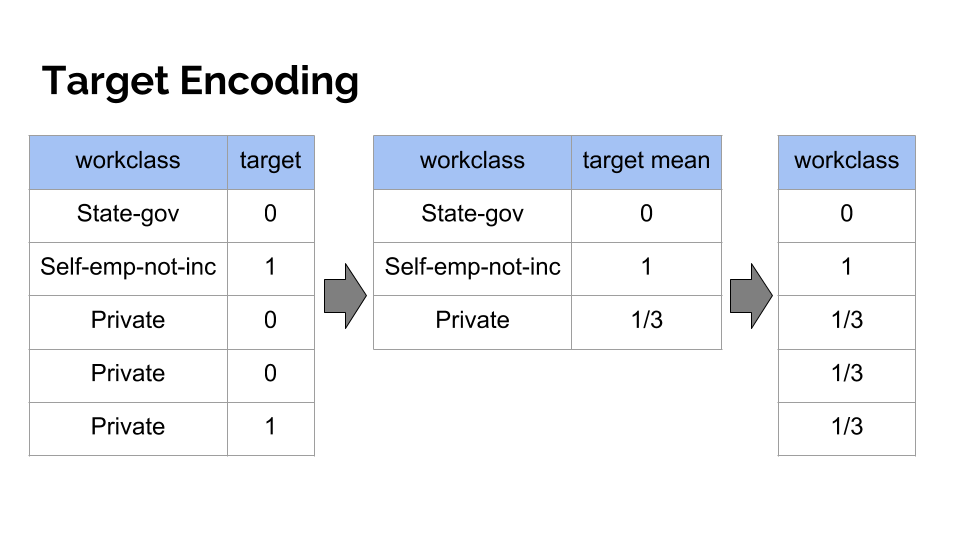 Target Encoding
workclass target
State-gov 0
Self-emp-not-inc 1
Private 0
Private 0
Private 1
workclass target mean
State-gov 0
Self-emp-not-inc 1
Private 1/3
workclass
0
1
1/3
1/3
1/3